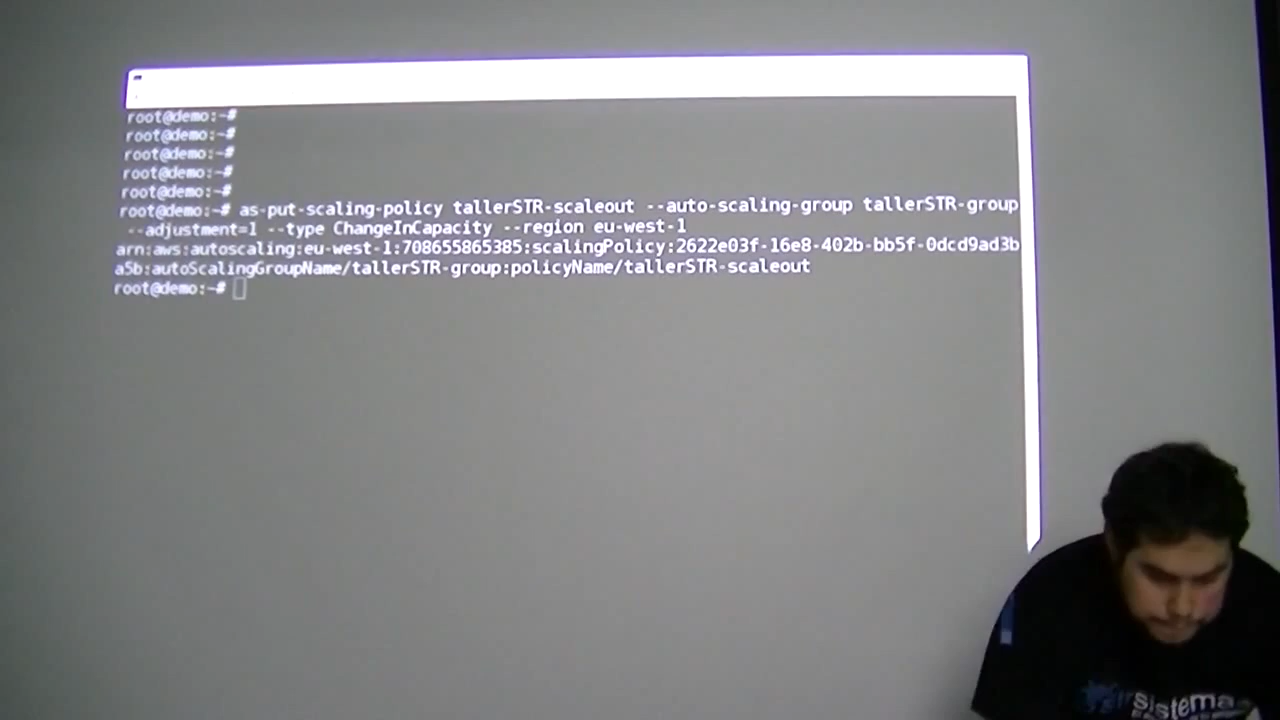 root@demo:~#
root@demo:~#
root@demo:~#
root@demo:~#
root@demo:~#
root@demo:~# as-put-scaling-policy tallerSTR-scaleout --auto-scaling-group tallerSTR-group
--adjustment=1 --type ChangeInCapacity --region eu-west-1
arn:aws:autoscaling:eu-west-1:708655865385:scalingPolicy:2622e03f-16e8-402b-bb5f-0dcd9ad3b
a5b:autoScalingGroupName/tallerSTR-group:policyName/tallerSTR-scaleout
root@demo:~#
sistemas